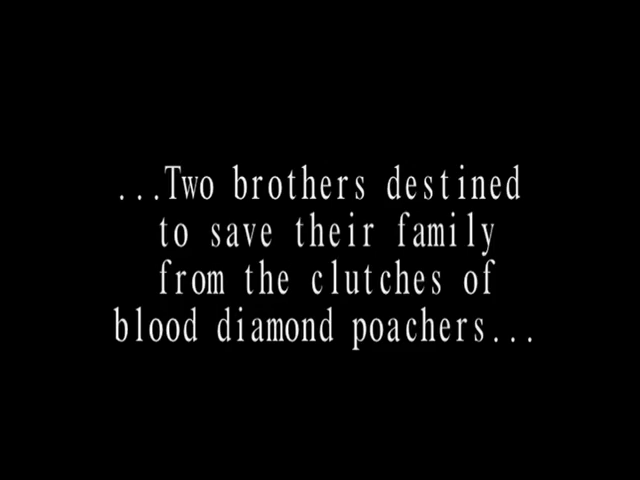 ...Two brothers destined
to save their family
from the clutches of
blood diamond poachers...